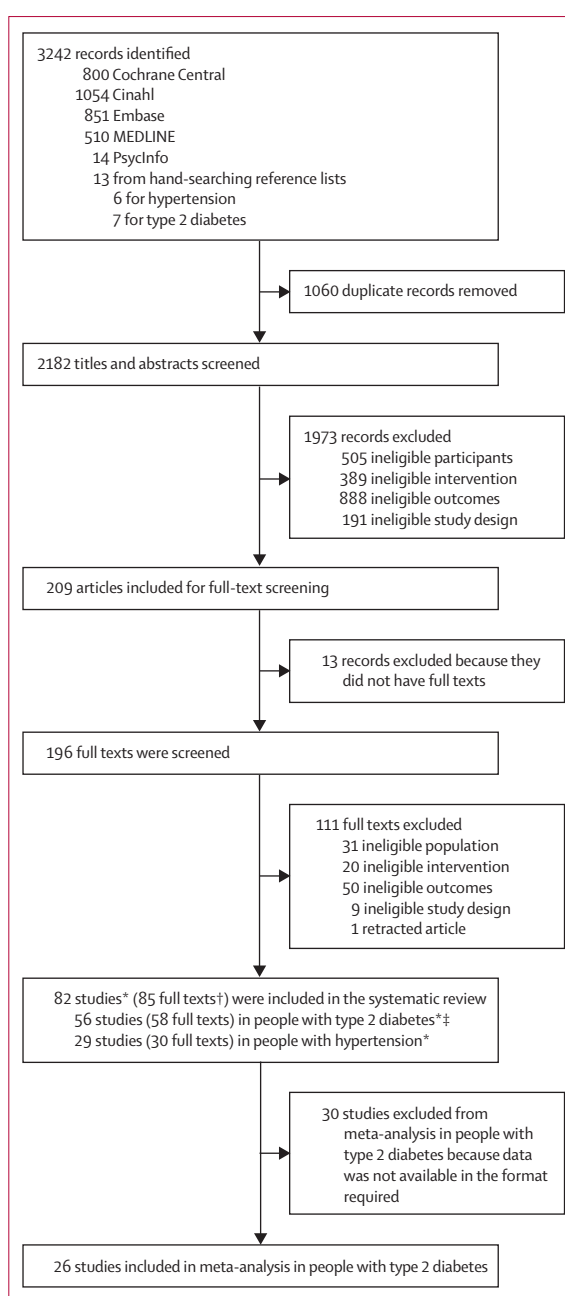 3242 records identified
800 Cochrane Central
1054 Cinahl
851 Embase
510 MEDLINE
14 PsycInfo
13 from hand-searching reference lists
6 for hypertension
7 for type 2 diabetes
1060 duplicate records removed
2182 titles and abstracts screened
1973 records excluded
505 ineligible participants
389 ineligible intervention
888 ineligible outcomes
191 ineligible study design
209 articles included for full-text screening
13 records excluded because they
did not have full texts
196 full texts were screened
111 full texts excluded
31 ineligible population
20 ineligible intervention
50 ineligible outcomes
9 ineligible study design
1 retracted article
82 studies* (85 full texts†) were included in the systematic review
56 studies (58 full texts) in people with type 2 diabetes*‡
29 studies (30 full texts) in people with hypertension*
30 studies excluded from
meta-analysis in people with
type 2 diabetes because data
was not available in the format
required
26 studies included in meta-analysis in people with type 2 diabetes